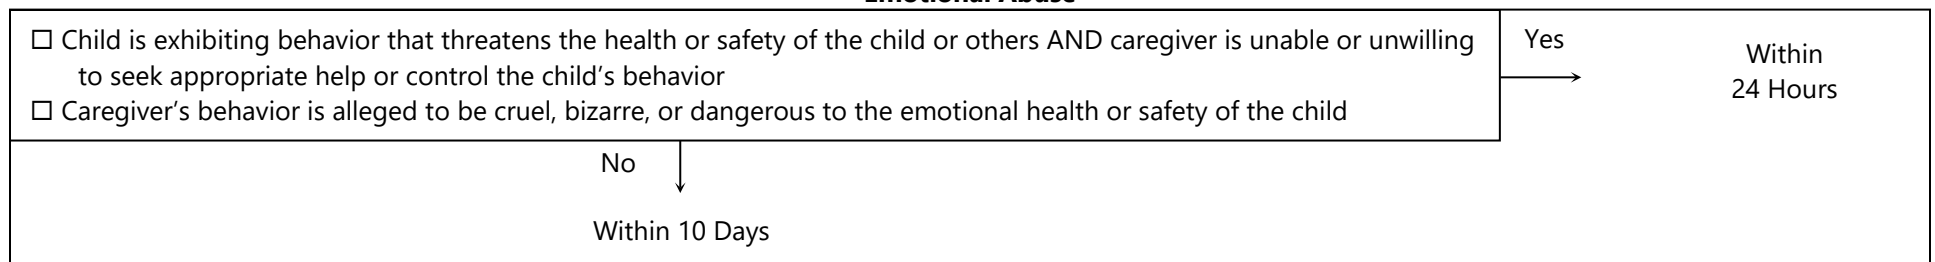 Emotional Abuse
☐ Child is exhibiting behavior that threatens the health or safety of the child or others AND caregiver is unable or unwilling
to seek appropriate help or control the child’s behavior
☐ Caregiver’s behavior is alleged to be cruel, bizarre, or dangerous to the emotional health or safety of the child
Yes
Within
24 Hours
No
Within 10 Days